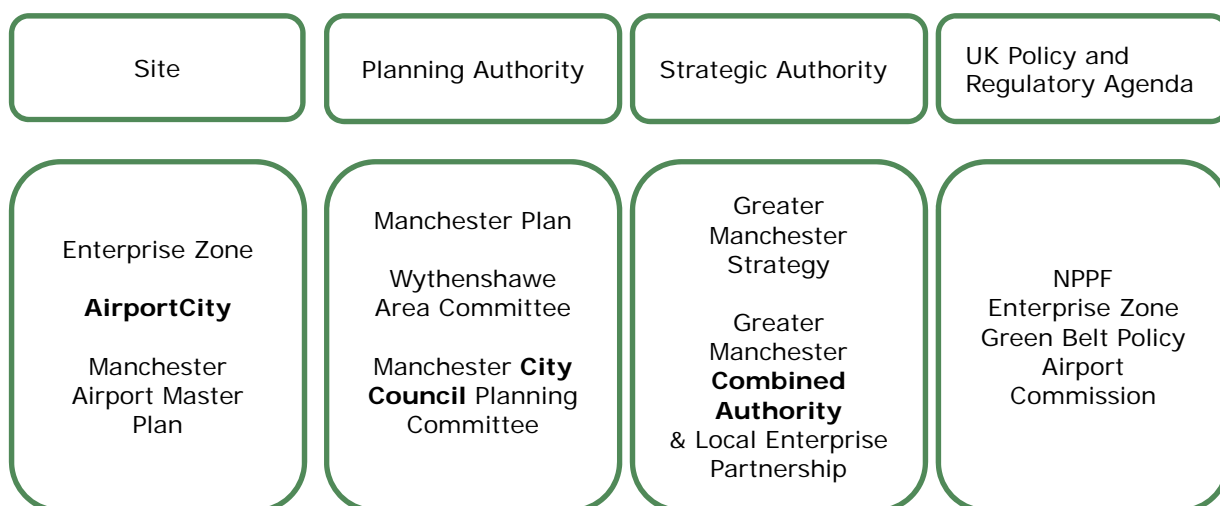 Site
Planning Authority
Strategic Authority
UK Policy and
Regulatory Agenda
Enterprise Zone
AirportCity
Manchester
Airport Master
Plan
Manchester Plan
Wythenshawe
Area Committee
Manchester City
Council Planning
Committee
Greater
Manchester
Strategy
Greater
Manchester
Combined
Authority
& Local Enterprise
Partnership
NPPF
Enterprise Zone
Green Belt Policy
Airport
Commission